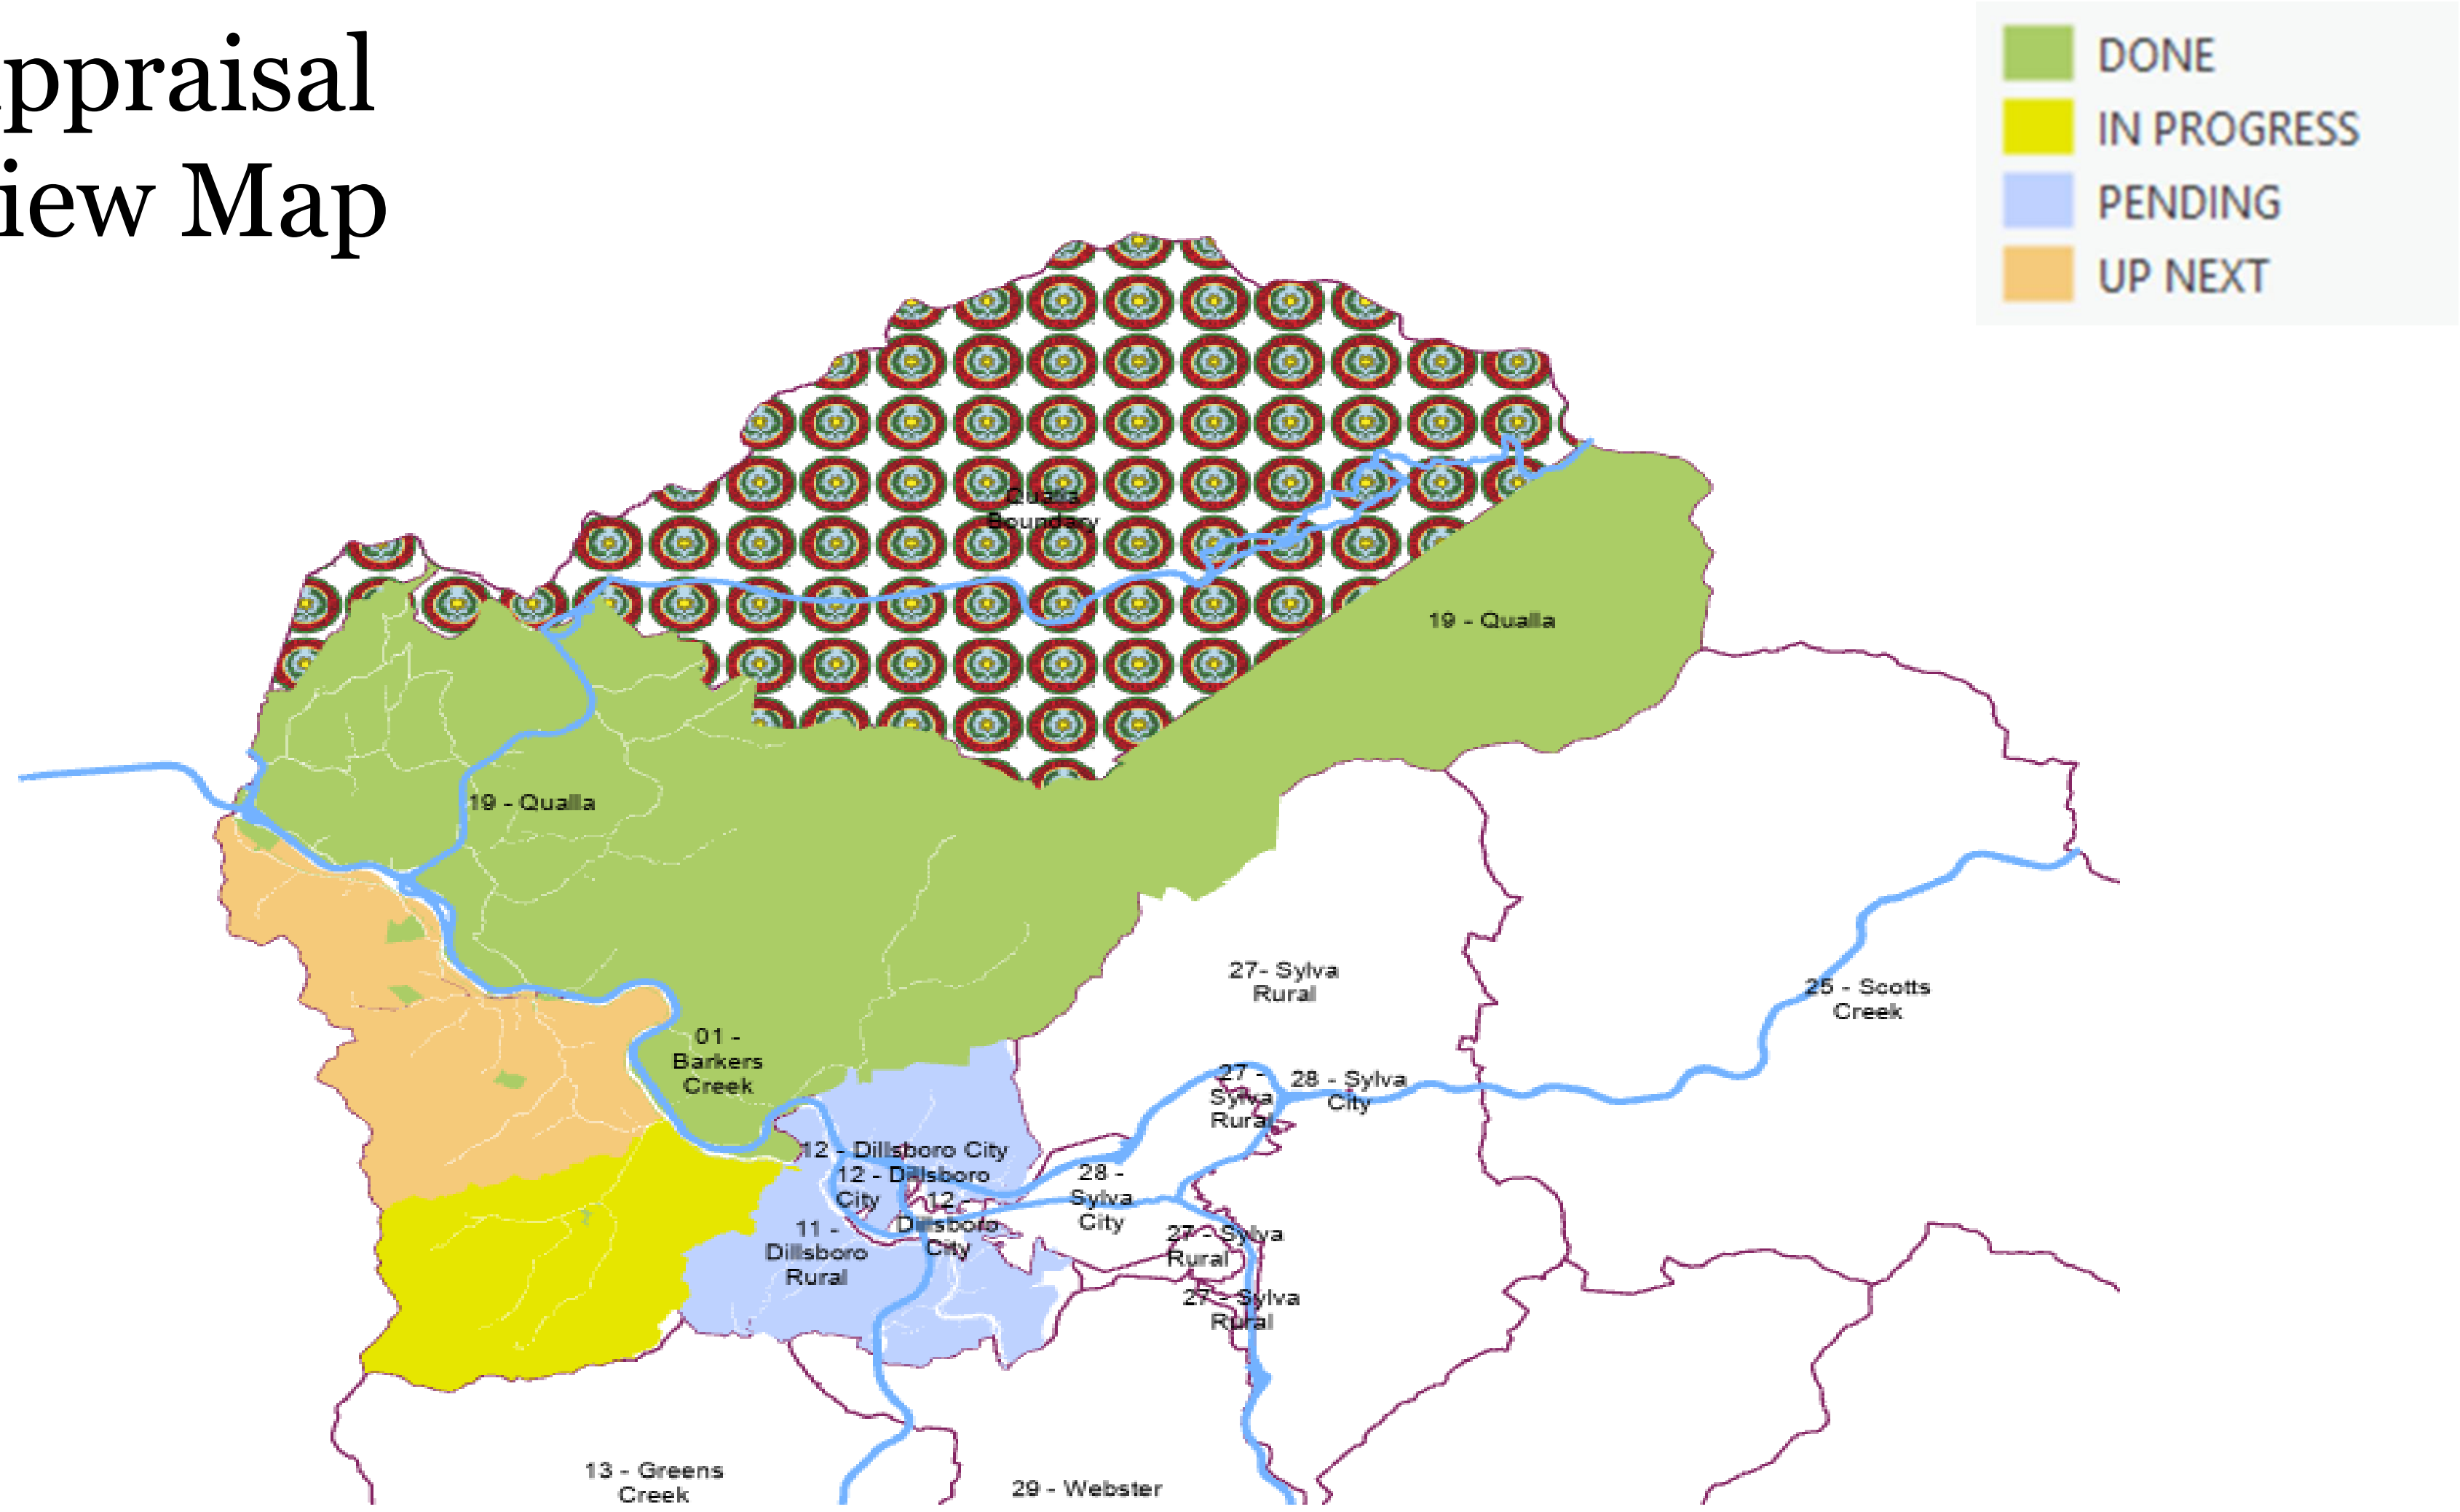 ppraisal
iew Map
DONE
IN PROGRESS
PENDING
UP NEXT
Qualla
Boundary
19 - Qualla
19 - Qualla
27- Sylva
Rural
25 - Scotts
Creek
01 -
Barkers
Creek
27 -
Sylva
Rural
28 - Sylva
City
12 - Dillsboro City
12 - Dillsboro
City
12 -
Dillsboro
City
28 -
Sylva
City
11 -
Dillsboro
Rural
27 - Sylva
Rural
27 - Sylva
Rural
13 - Greens
Creek
29 - Webster